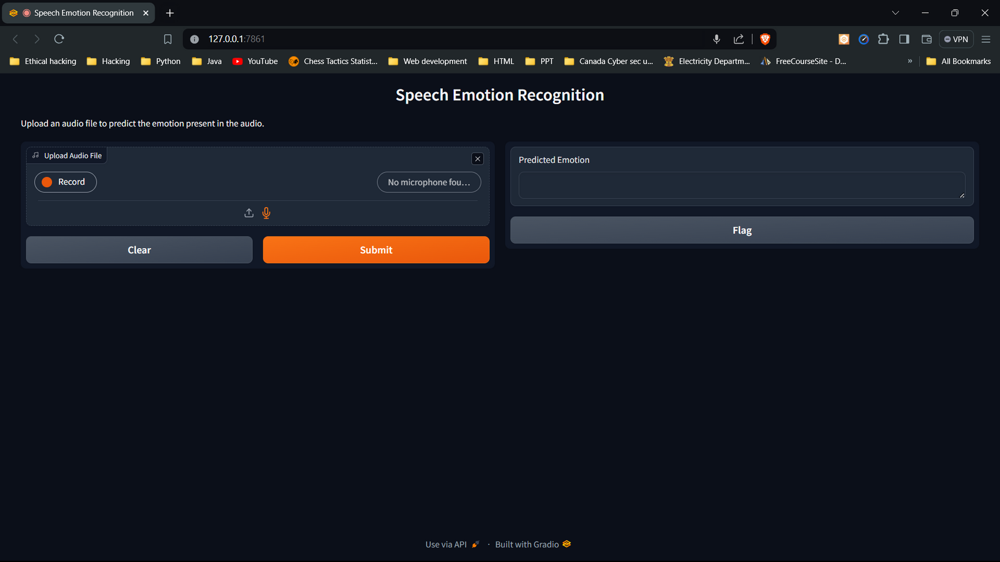 Speech Emotion Recognition
127.0.0.1:7861
VPN
Ethical hacking
Hacking
Python
Java
YouTube
Chess Tactics Statist...
Web development
HTML
PPT
Canada Cyber sec u...
Electricity Departm...
FreeCourseSite - D...
»
All Bookmarks
Speech Emotion Recognition
Upload an audio file to predict the emotion present in the audio.
Upload Audio File
Record
No microphone fou...
Clear
Submit
Predicted Emotion
Flag
Use via API · Built with Gradio